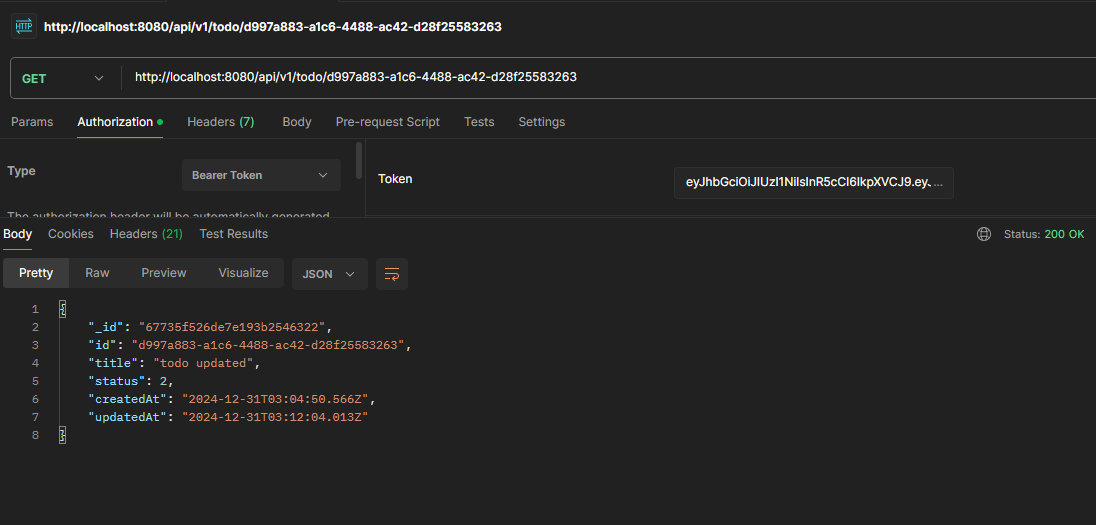 HTTP http://localhost:8080/api/v1/todo/d997a883-a1c6-4488-ac42-d28f25583263
GET http://localhost:8080/api/v1/todo/d997a883-a1c6-4488-ac42-d28f25583263
Params Authorization Headers (7) Body Pre-request Script Tests Settings
Type Bearer Token Token eyJhbGciOiJIUzI1NiIsInR5cCI6IkpXVCJ9.eyJ...
The authorization header will be automatically generated
Body Cookies Headers (21) Test Results Status: 200 OK
Pretty Raw Preview Visualize JSON
1 {
2 "_id": "67735f526de7e193b2546322",
3 "id": "d997a883-a1c6-4488-ac42-d28f25583263",
4 "title": "todo updated",
5 "status": 2,
6 "createdAt": "2024-12-31T03:04:50.566Z",
7 "updatedAt": "2024-12-31T03:12:04.013Z"
8 }